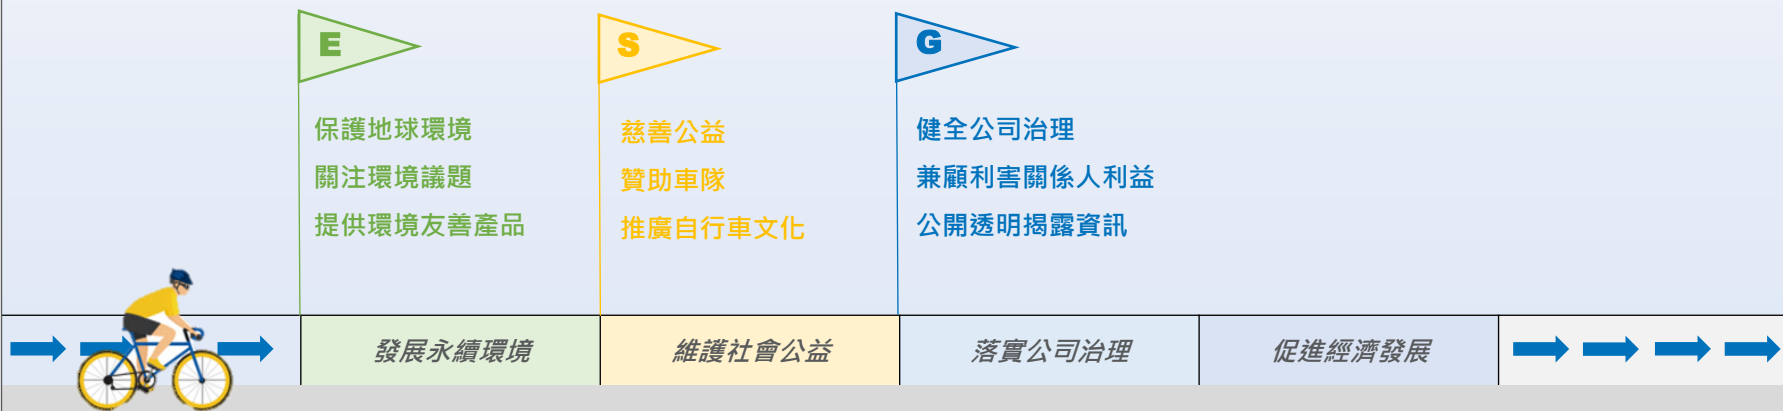 E
保護地球環境
關注環境議題
提供環境友善產品
S
慈善公益
贊助車隊
推廣自行車文化
G
健全公司治理
兼顧利害關係人利益
公開透明揭露資訊
發展永續環境
維護社會公益
落實公司治理
促進經濟發展